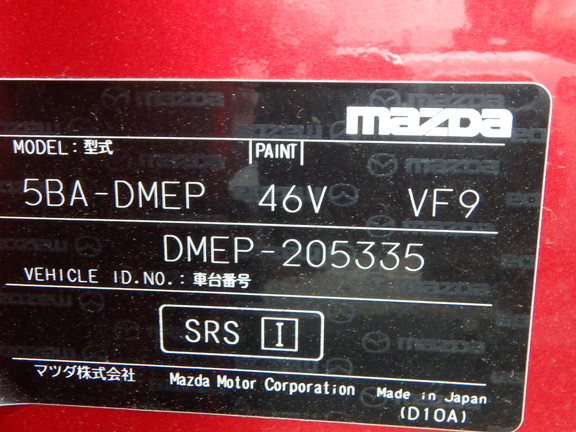 mazda
MODEL：型式 PAINT
5BA-DMEP 46V VF9
DMEP-205335
VEHICLE ID.NO.：車台番号
SRS I
マツダ株式会社 Mazda Motor Corporation Made in Japan
(D10A)